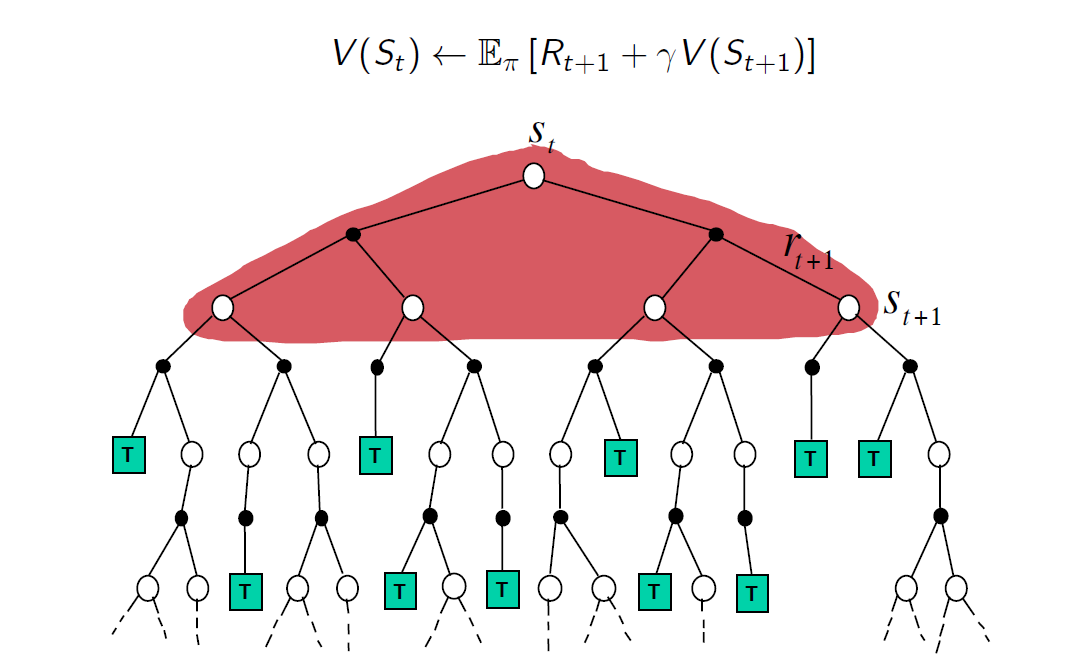 V(S_t) ← 𝔼_π [R_{t+1} + γV(S_{t+1})]
s_t
r_{t+1}
s_{t+1}
T T T T T
T T T T T